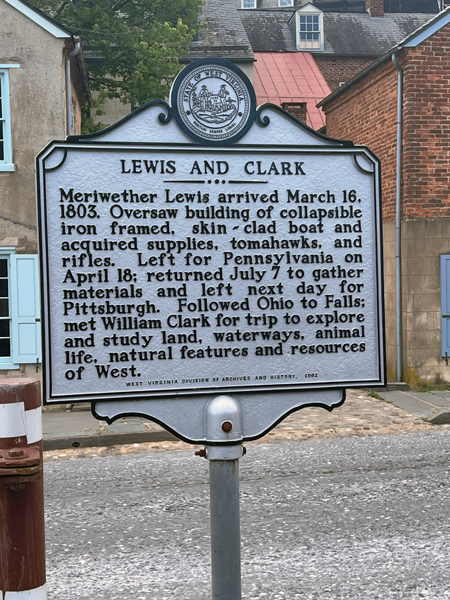 STATE OF WEST VIRGINIA
MONTANI SEMPER LIBERI
LEWIS AND CLARK
Meriwether Lewis arrived March 16,
1803. Oversaw building of collapsible
iron framed, skin-clad boat and
acquired supplies, tomahawks, and
rifles. Left for Pennsylvania on
April 18; returned July 7 to gather
materials and left next day for
Pittsburgh. Followed Ohio to Falls;
met William Clark for trip to explore
and study land, waterways, animal
life, natural features and resources
of West.
WEST VIRGINIA DIVISION OF ARCHIVES AND HISTORY, 2002